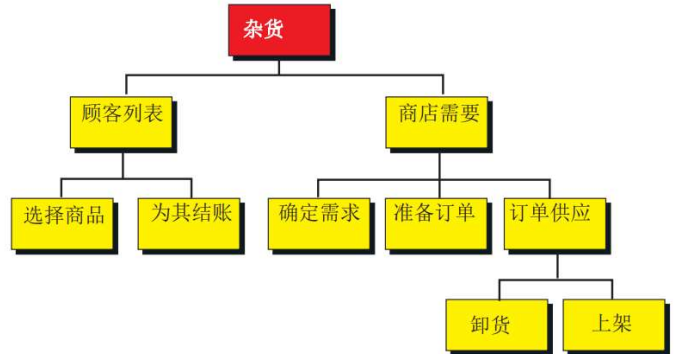 杂货
顾客列表
商店需要
选择商品
为其结账
确定需求
准备订单
订单供应
卸货
上架